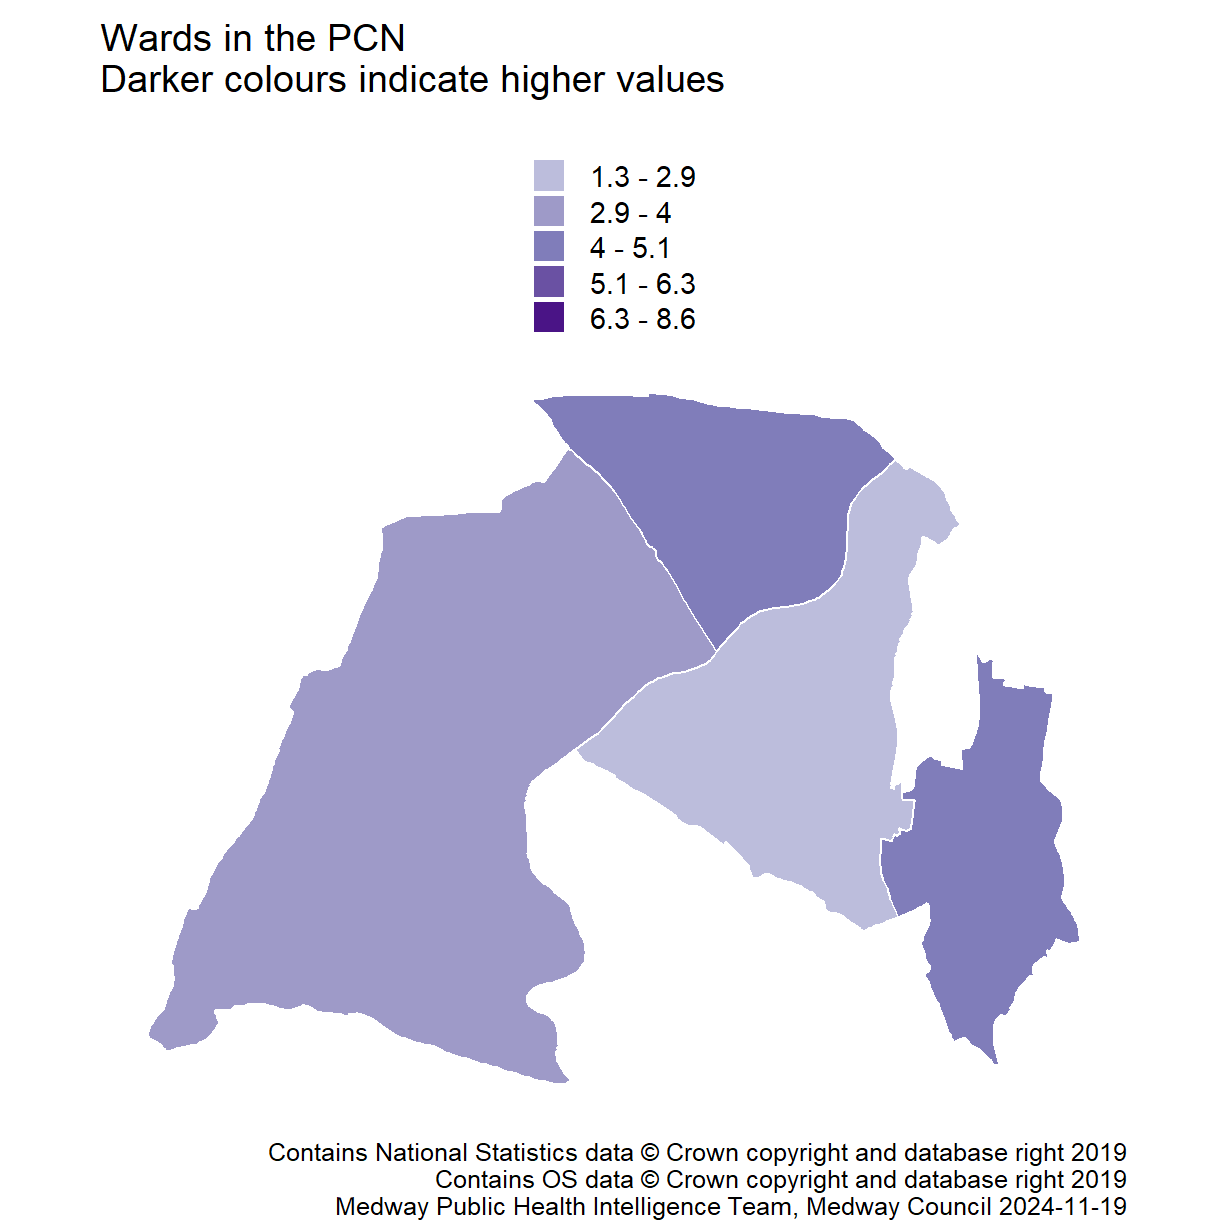 Wards in the PCN
Darker colours indicate higher values
1.3 - 2.9
2.9 - 4
4 - 5.1
5.1 - 6.3
6.3 - 8.6
Contains National Statistics data © Crown copyright and database right 2019
Contains OS data © Crown copyright and database right 2019
Medway Public Health Intelligence Team, Medway Council 2024-11-19